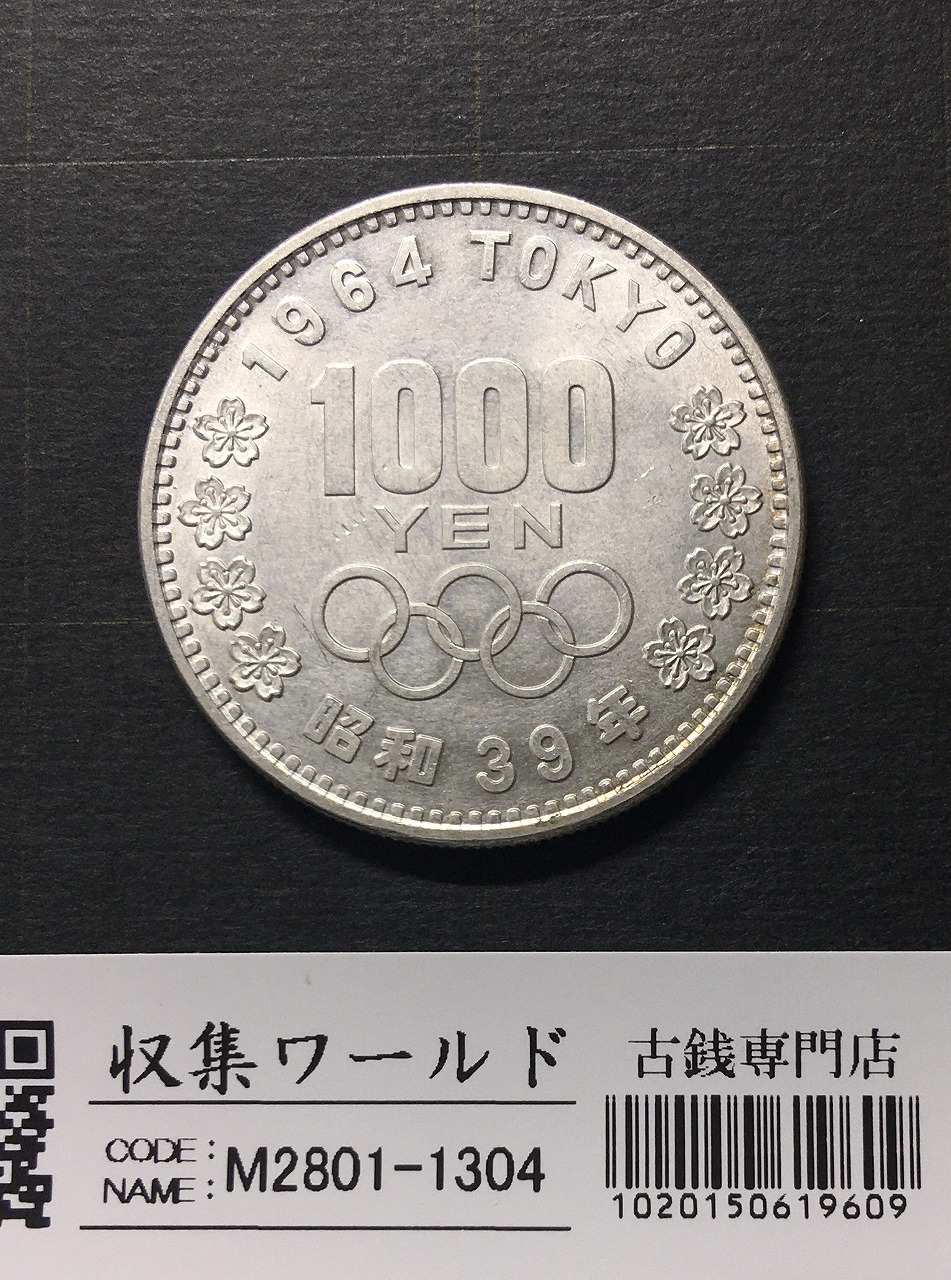 1964 TOKYO
1000
YEN
昭和 39 年
収集ワールド
古銭専門店
CODE:
NAME:
M2801-1304
1020150619609